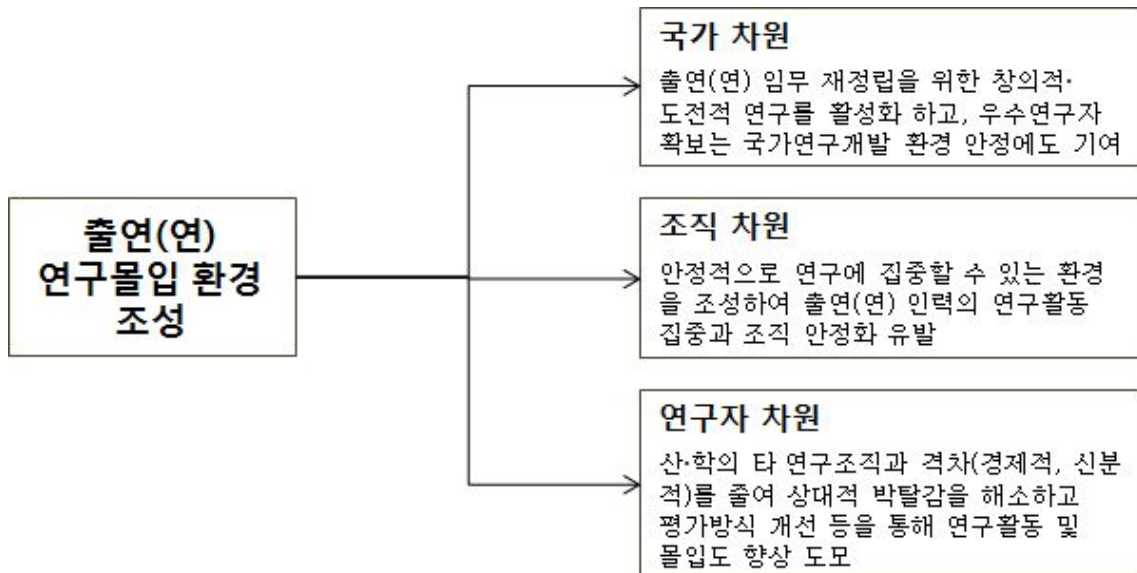 출연(연)
연구몰입 환경
조성
국가 차원
출연(연) 임무 재정립을 위한 창의적·
도전적 연구를 활성화 하고, 우수연구자
확보는 국가연구개발 환경 안정에도 기여
조직 차원
안정적으로 연구에 집중할 수 있는 환경
을 조성하여 출연(연) 인력의 연구활동
집중과 조직 안정화 유발
연구자 차원
산·학의 타 연구조직과 격차(경제적, 신분
적)를 줄여 상대적 박탈감을 해소하고
평가방식 개선 등을 통해 연구활동 및
몰입도 향상 도모